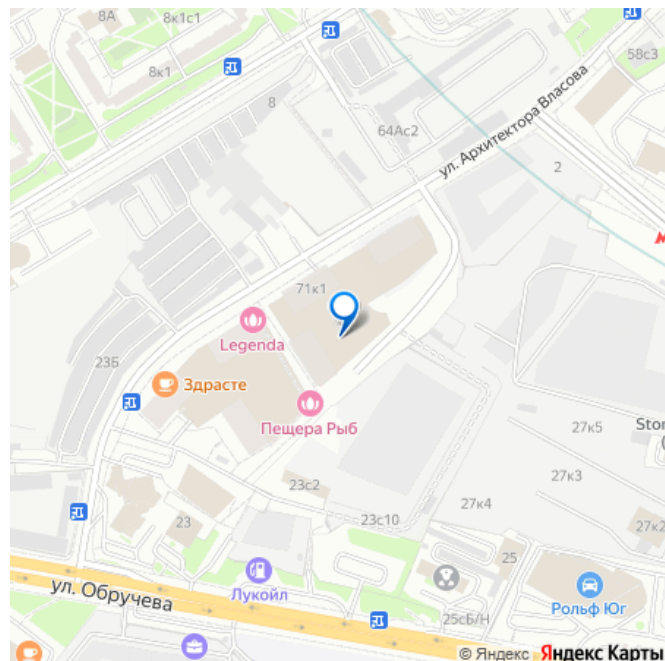 8А
8к1с1
8к1
58с3
8
64Ас2
ул. Архитектора Власова
2
М
71к1
Legenda
23Б
Здрасте
Пещера Рыб
27к5
Stor
(
27к3
23с2
27к4
23
23с10
27к2
25
ул. Обручева
Лукойл
Рольф Юг
25сБ/Н
© Яндекс Яндекс Карты